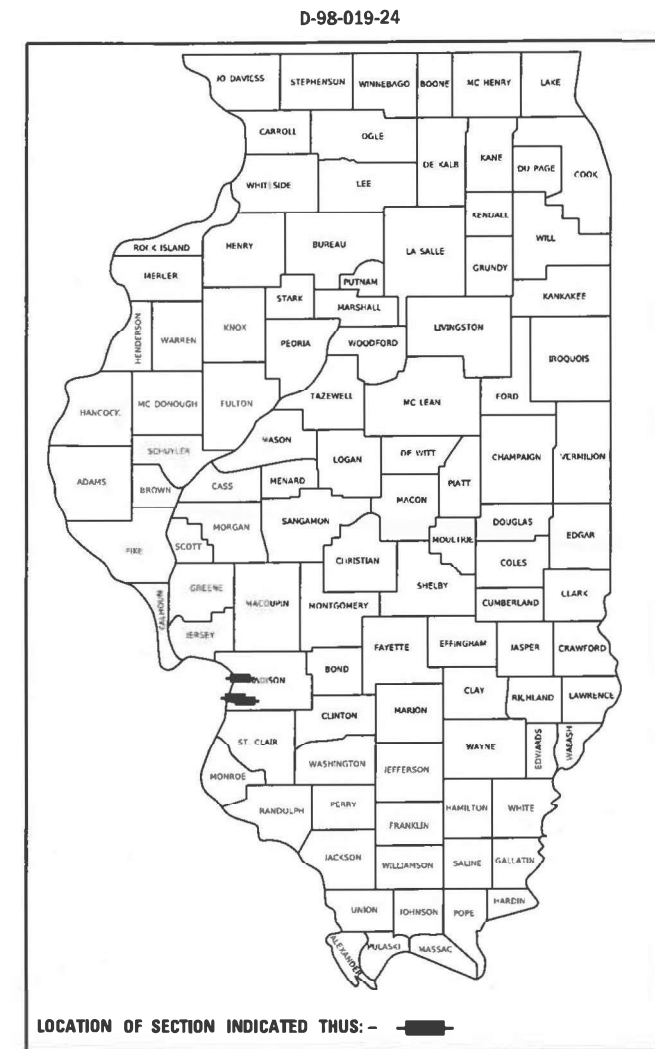 D-98-019-24
JO DAVIESS STEPHENSON WINNEBAGO BOONE MC HENRY LAKE
CARROLL OGLE
DE KALB KANE DU PAGE COOK
WHITESIDE LEE
KENDALL
ROCK ISLAND HENRY BUREAU LA SALLE WILL
MERCER GRUNDY
PUTNAM
STARK MARSHALL KANKAKEE
HENDERSON WARREN KNOX PEORIA WOODFORD LIVINGSTON
IROQUOIS
HANCOCK MC DONOUGH FULTON TAZEWELL MC LEAN FORD
MASON
SCHUYLER LOGAN DE WITT CHAMPAIGN VERMILION
ADAMS BROWN CASS MENARD PIATT
MACON
MORGAN SANGAMON DOUGLAS
PIKE SCOTT MOULTRIE EDGAR
CHRISTIAN COLES
GREENE SHELBY CLARK
CALHOUN MACOUPIN MONTGOMERY CUMBERLAND
JERSEY
FAYETTE EFFINGHAM JASPER CRAWFORD
BOND
ADISON CLAY RICHLAND LAWRENCE
CLINTON MARION
ST. CLAIR WAYNE EDWARDS WABASH
WASHINGTON JEFFERSON
MONROE
RANDOLPH PERRY HAMILTON WHITE
FRANKLIN
JACKSON WILLIAMSON SALINE GALLATIN
HARDIN
UNION JOHNSON POPE
ALEXANDER PULASKI MASSAC
LOCATION OF SECTION INDICATED THUS: -